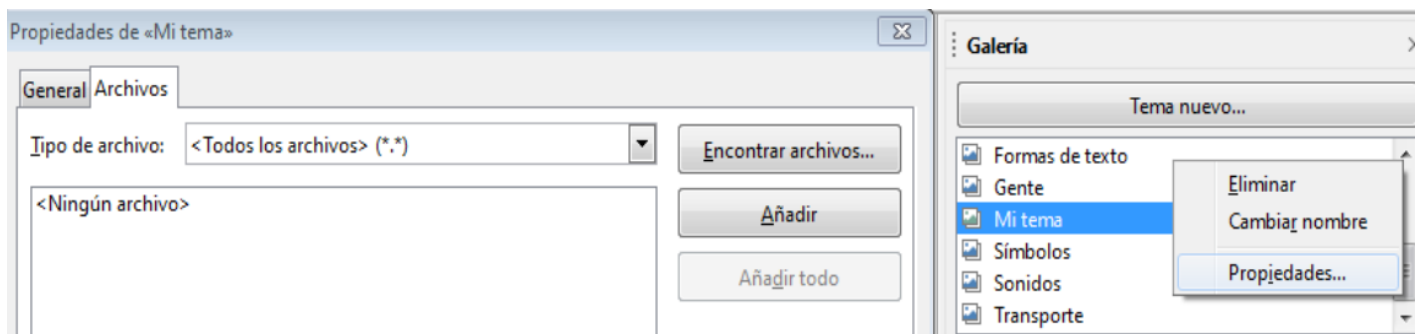 Propiedades de «Mi tema»
General Archivos
Tipo de archivo: <Todos los archivos> (*.*)
Encontrar archivos...
<Ningún archivo>
Añadir
Añadir todo
Galería
Tema nuevo...
Formas de texto
Gente
Mi tema
Símbolos
Sonidos
Transporte
Eliminar
Cambiar nombre
Propiedades...